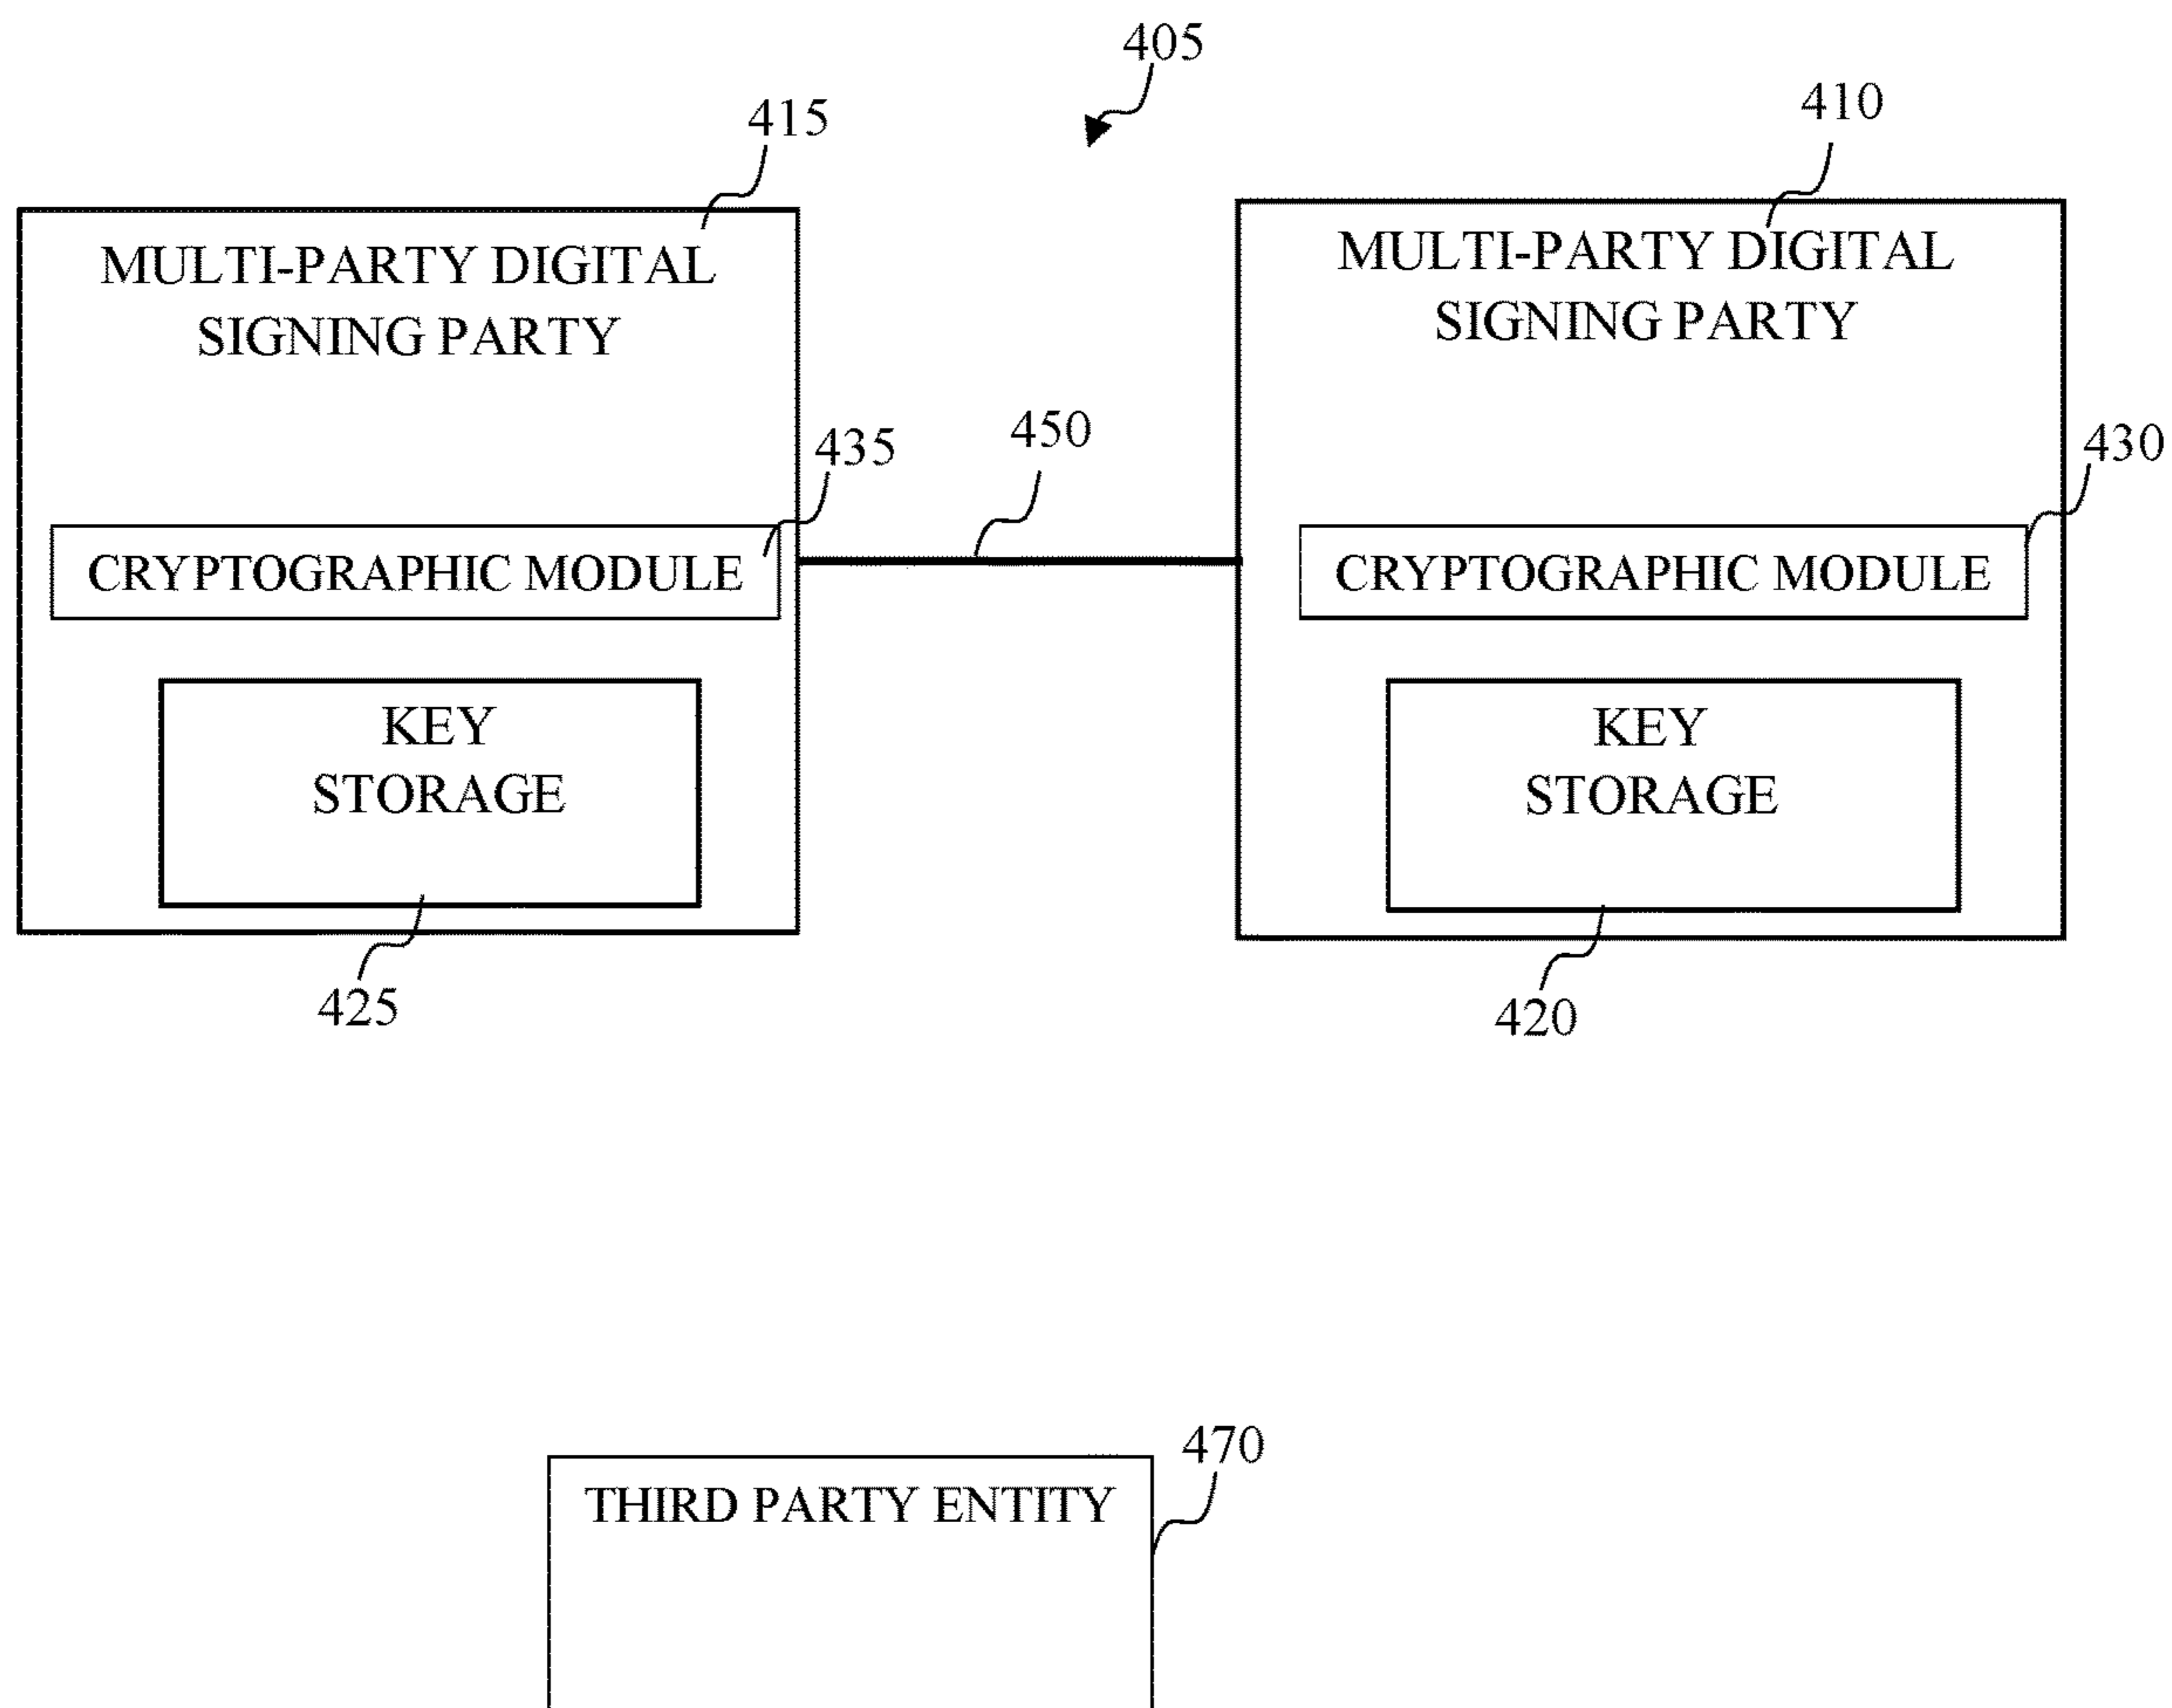 405
415
410
MULTI-PARTY DIGITAL
SIGNING PARTY
MULTI-PARTY DIGITAL
SIGNING PARTY
435
450
430
CRYPTOGRAPHIC MODULE
CRYPTOGRAPHIC MODULE
KEY
STORAGE
KEY
STORAGE
425
420
470
THIRD PARTY ENTITY